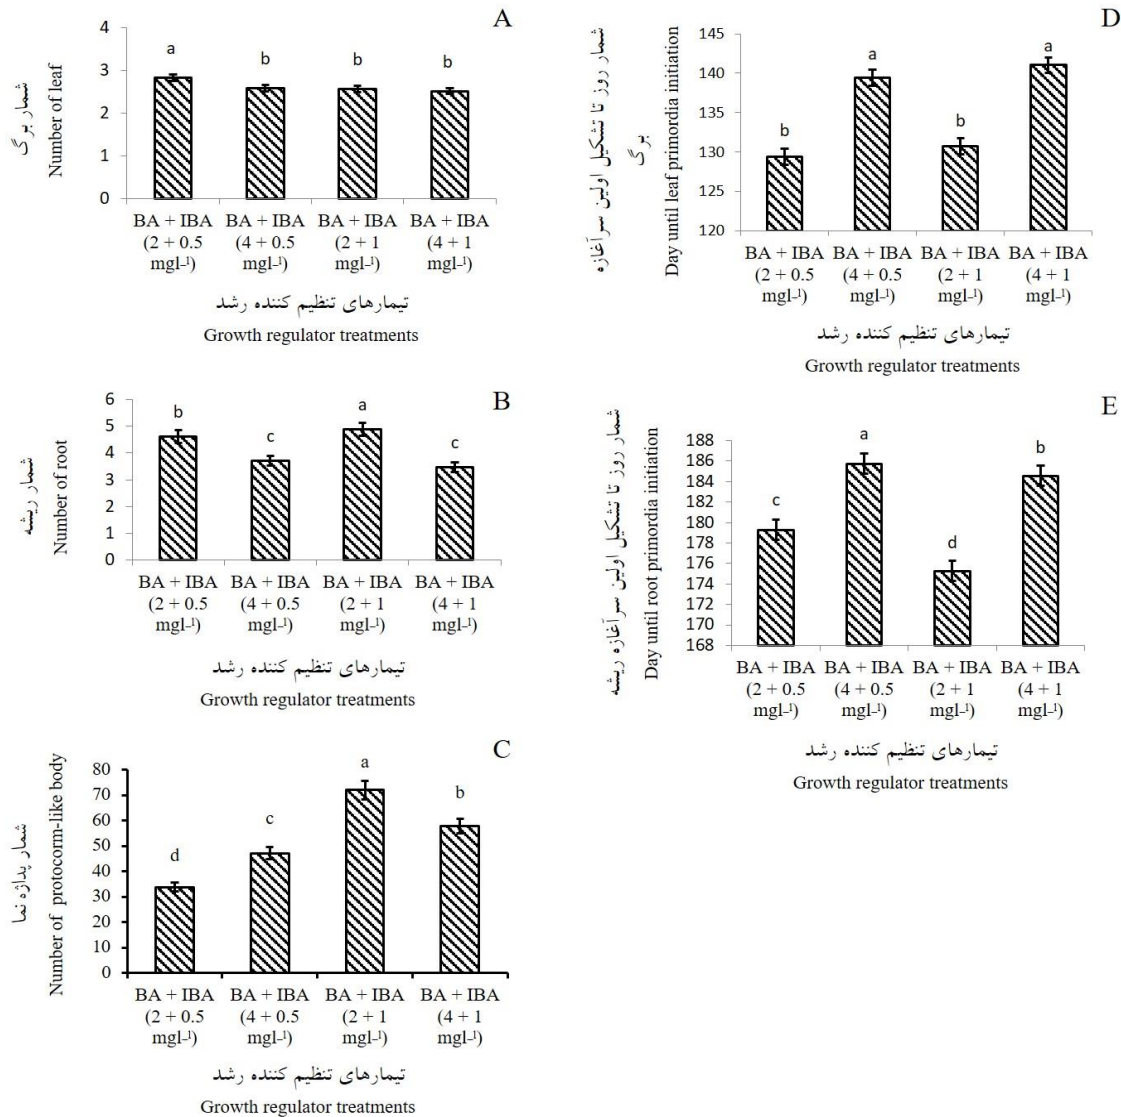 A
شمار برگ
Number of leaf
4
3
2
1
0
a
b
b
b
BA + IBA BA + IBA BA + IBA BA + IBA
(2 + 0.5 (4 + 0.5 (2 + 1 (4 + 1
mgl⁻¹) mgl⁻¹) mgl⁻¹) mgl⁻¹)
تیمارهای تنظیم کننده رشد
Growth regulator treatments
B
شمار ریشه
Number of root
6
5
4
3
2
1
0
b
c
a
c
BA + IBA BA + IBA BA + IBA BA + IBA
(2 + 0.5 (4 + 0.5 (2 + 1 (4 + 1
mgl⁻¹) mgl⁻¹) mgl⁻¹) mgl⁻¹)
تیمارهای تنظیم کننده رشد
Growth regulator treatments
C
شمار پداژه نما
Number of protocorm-like body
80
70
60
50
40
30
20
10
0
d
c
a
b
BA + IBA BA + IBA BA + IBA BA + IBA
(2 + 0.5 (4 + 0.5 (2 + 1 (4 + 1
mgl⁻¹) mgl⁻¹) mgl⁻¹) mgl⁻¹)
تیمارهای تنظیم کننده رشد
Growth regulator treatments
D
شمار روز تا تشکیل اولین سرآغازه
برگ
Day until leaf primordia initiation
145
140
135
130
125
120
b
a
b
a
BA + IBA BA + IBA BA + IBA BA + IBA
(2 + 0.5 (4 + 0.5 (2 + 1 (4 + 1
mgl⁻¹) mgl⁻¹) mgl⁻¹) mgl⁻¹)
تیمارهای تنظیم کننده رشد
Growth regulator treatments
E
شمار روز تا تشکیل اولین سرآغازه ریشه
Day until root primordia initiation
188
186
184
182
180
178
176
174
172
170
168
c
a
d
b
BA + IBA BA + IBA BA + IBA BA + IBA
(2 + 0.5 (4 + 0.5 (2 + 1 (4 + 1
mgl⁻¹) mgl⁻¹) mgl⁻¹) mgl⁻¹)
تیمارهای تنظیم کننده رشد
Growth regulator treatments